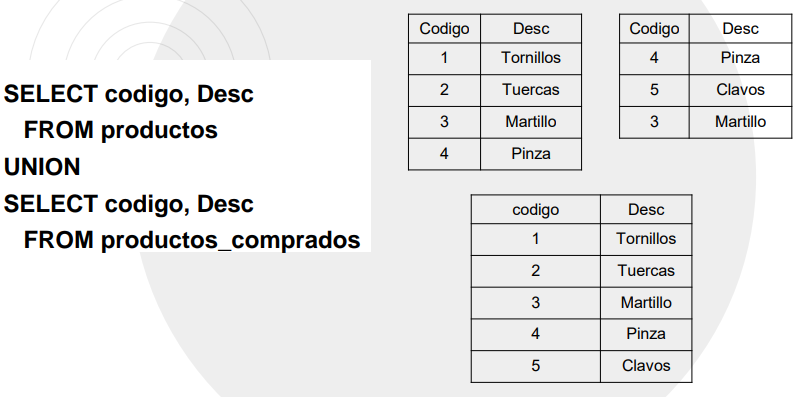 SELECT codigo, Desc
FROM productos
UNION
SELECT codigo, Desc
FROM productos_comprados
Codigo Desc
1 Tornillos
2 Tuercas
3 Martillo
4 Pinza
Codigo Desc
4 Pinza
5 Clavos
3 Martillo
codigo Desc
1 Tornillos
2 Tuercas
3 Martillo
4 Pinza
5 Clavos